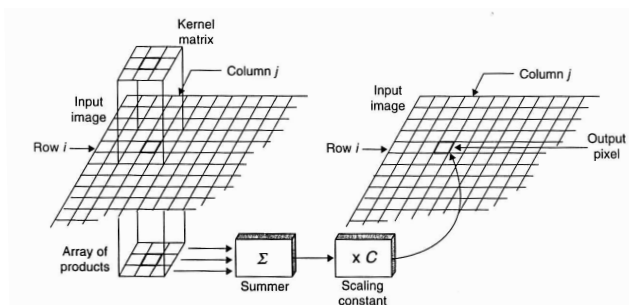 Kernel
matrix
Column j
Input
image
Row i
Array of
products
Σ
Summer
x C
Scaling
constant
Column j
Input
image
Row i
Output
pixel